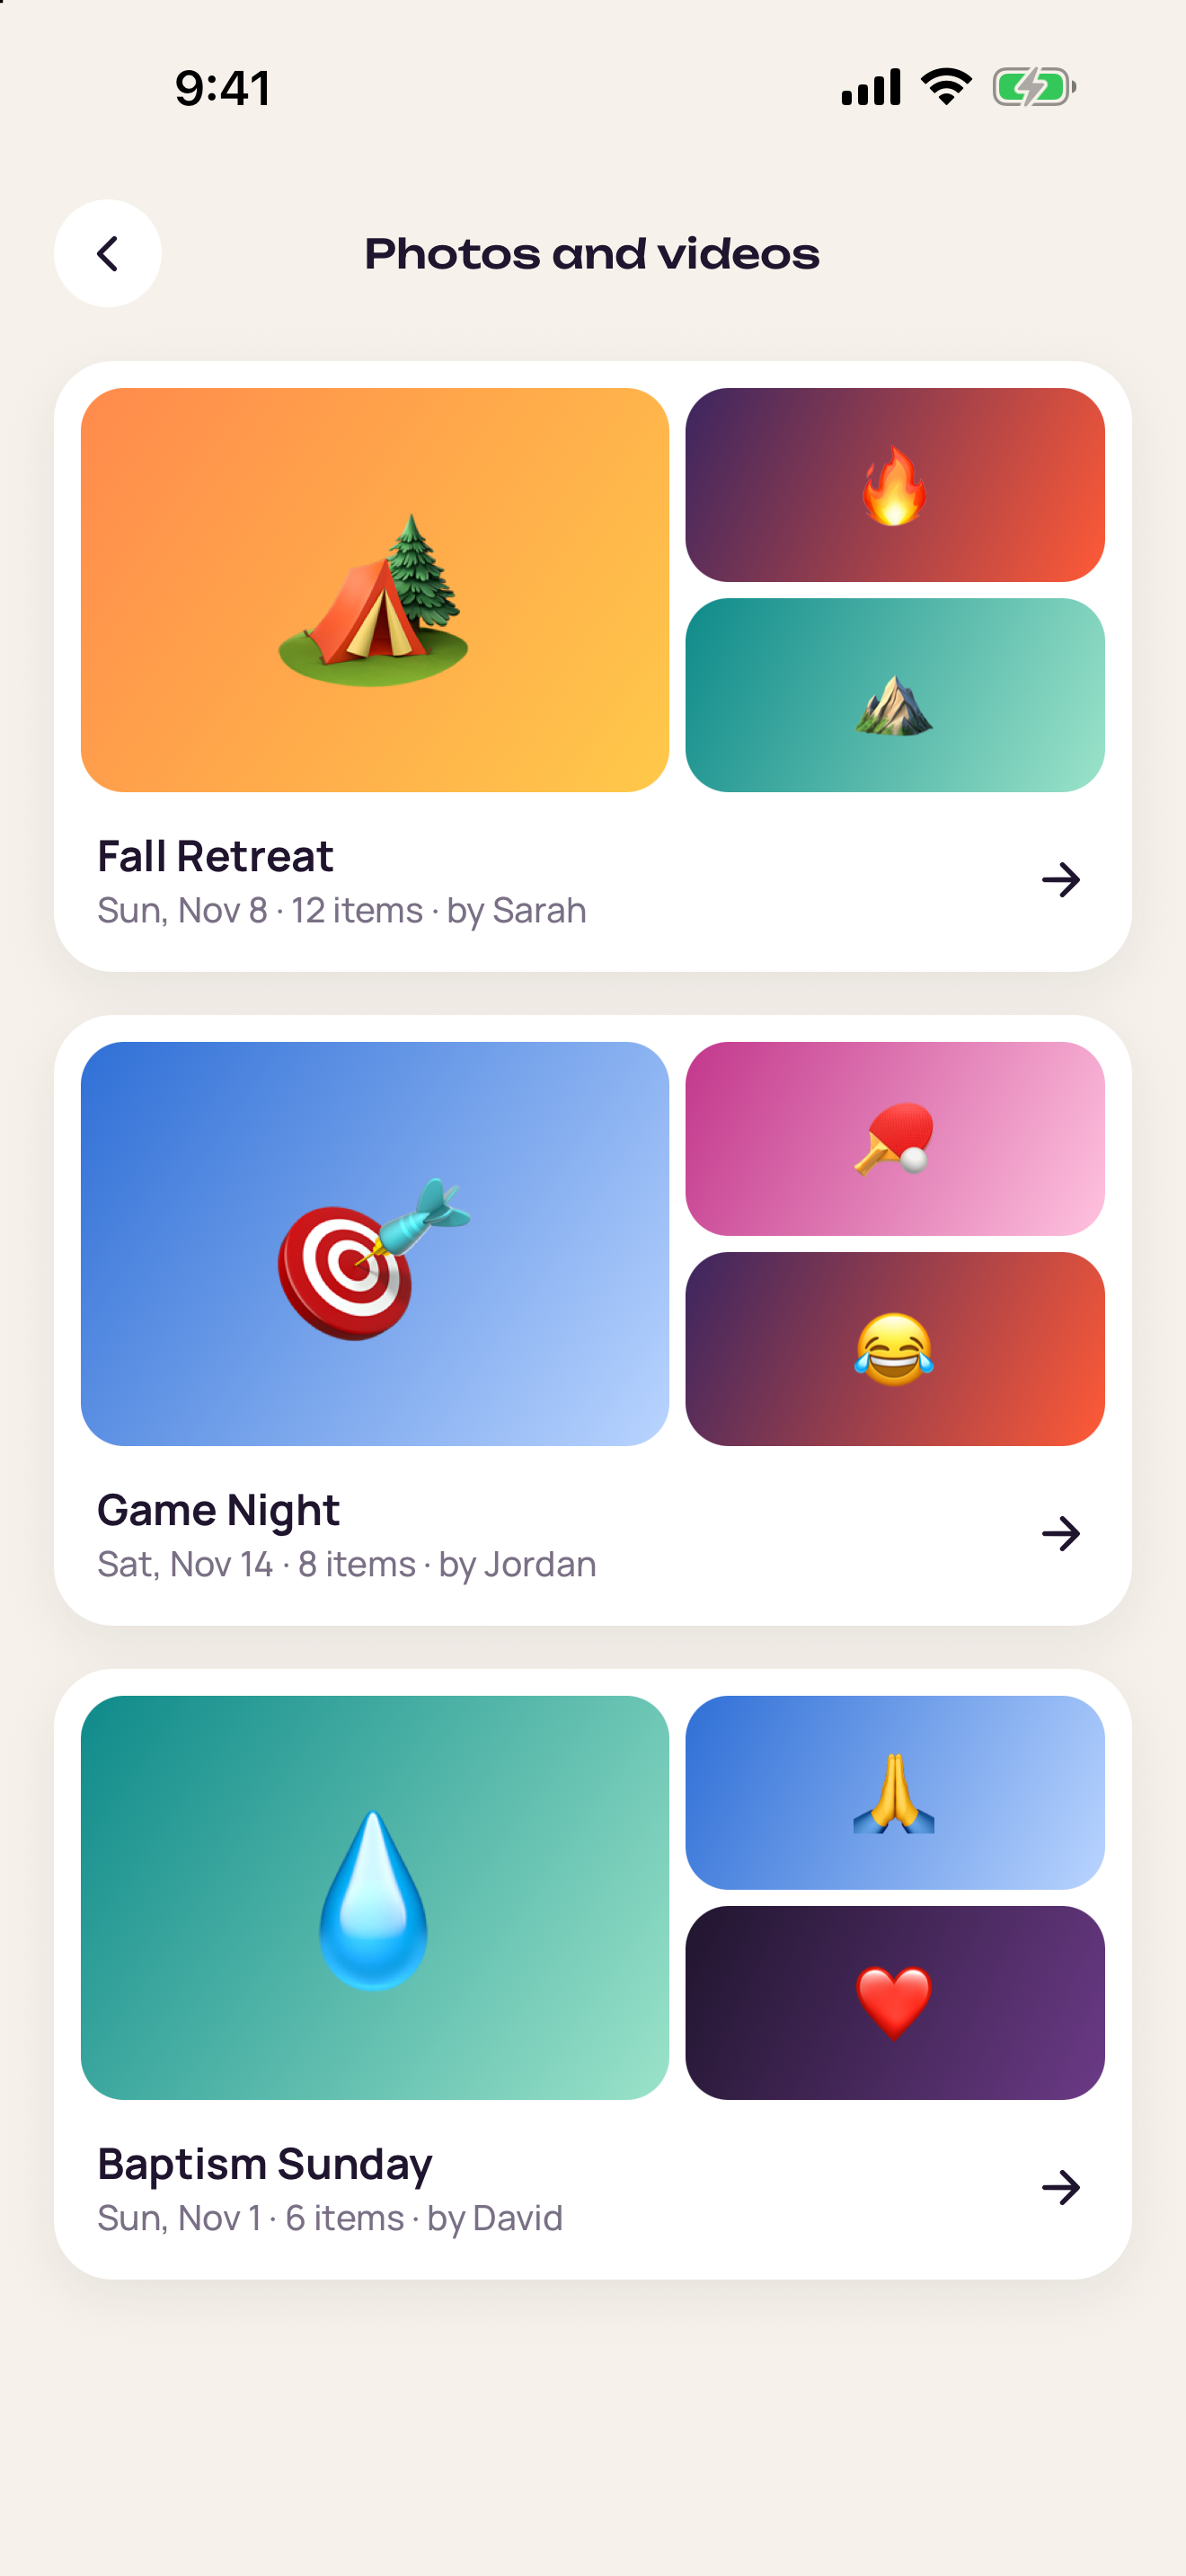 9:41
Photos and videos
Fall Retreat
Sun, Nov 8 · 12 items · by Sarah
Game Night
Sat, Nov 14 · 8 items · by Jordan
Baptism Sunday
Sun, Nov 1 · 6 items · by David